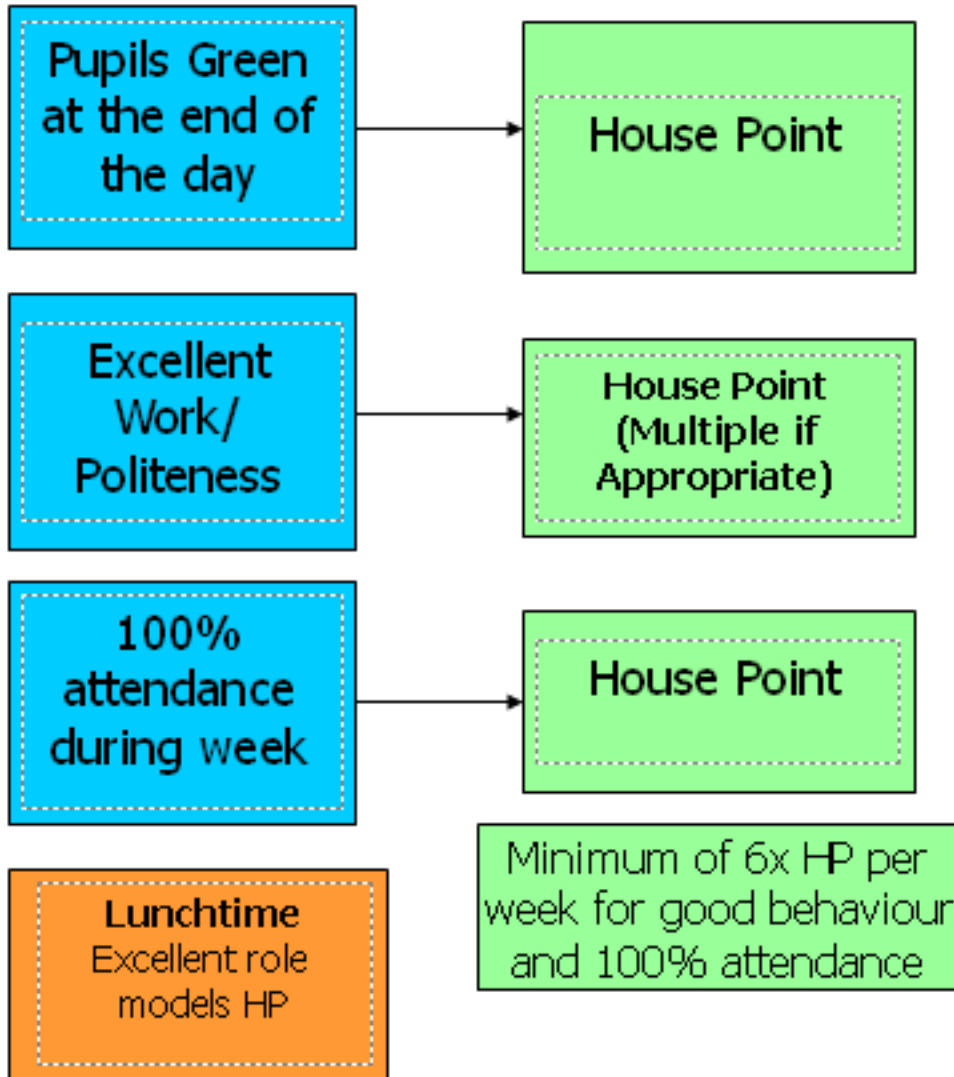 Pupils Green
at the end of
the day
House Point
Excellent
Work/
Politeness
House Point
(Multiple if
Appropriate)
100%
attendance
during week
House Point
Minimum of 6x HP per
week for good behaviour
and 100% attendance
Lunchtime
Excellent role
models HP